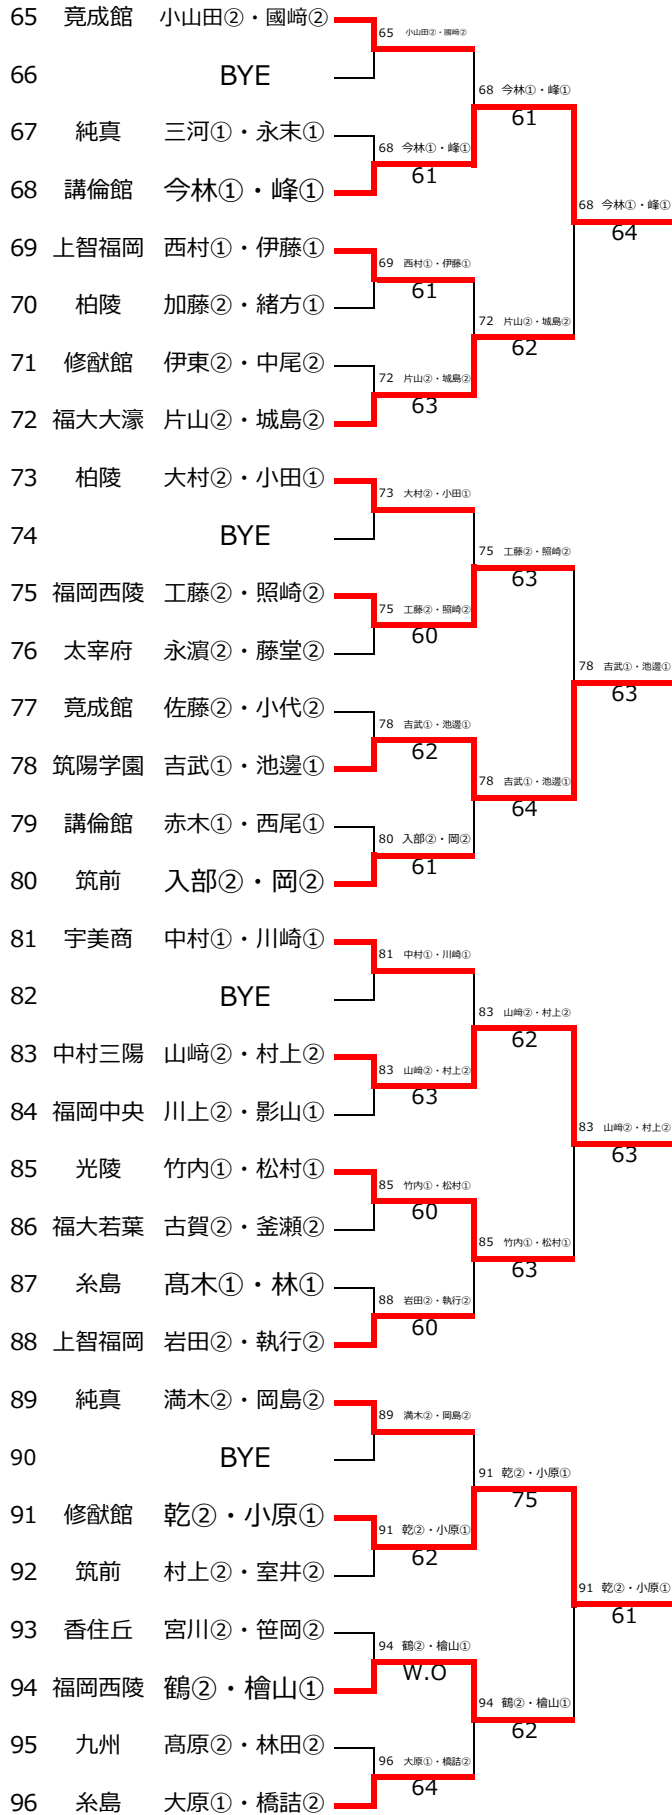 65 竟成館 小山田②・國﨑②
65 小山田②・國﨑②
66 BYE
68 今林①・峰①
61
67 純真 三河①・永末①
68 今林①・峰①
61
68 講倫館 今林①・峰①
68 今林①・峰①
64
69 上智福岡 西村①・伊藤①
69 西村①・伊藤①
61
70 柏陵 加藤②・緒方①
72 片山②・城島②
62
71 修猷館 伊東②・中尾②
72 片山②・城島②
63
72 福大大濠 片山②・城島②
73 柏陵 大村②・小田①
73 大村②・小田①
74 BYE
75 工藤②・照崎②
63
75 福岡西陵 工藤②・照崎②
75 工藤②・照崎②
60
76 太宰府 永濵②・藤堂②
78 吉武①・池邊①
63
77 竟成館 佐藤②・小代②
78 吉武①・池邊①
62
78 筑陽学園 吉武①・池邊①
78 吉武①・池邊①
64
79 講倫館 赤木①・西尾①
80 入部②・岡②
61
80 筑前 入部②・岡②
81 宇美商 中村①・川崎①
81 中村①・川崎①
82 BYE
83 山﨑②・村上②
62
83 中村三陽 山﨑②・村上②
83 山﨑②・村上②
63
84 福岡中央 川上②・影山①
83 山﨑②・村上②
63
85 光陵 竹内①・松村①
85 竹内①・松村①
60
86 福大若葉 古賀②・釜瀬②
85 竹内①・松村①
63
87 糸島 髙木①・林①
88 岩田②・執行②
60
88 上智福岡 岩田②・執行②
89 純真 満木②・岡島②
89 満木②・岡島②
90 BYE
91 乾②・小原①
75
91 修猷館 乾②・小原①
91 乾②・小原①
62
92 筑前 村上②・室井②
91 乾②・小原①
61
93 香住丘 宮川②・笹岡②
94 鶴②・檜山①
W.O
94 福岡西陵 鶴②・檜山①
94 鶴②・檜山①
62
95 九州 髙原②・林田②
96 大原①・橋詰②
64
96 糸島 大原①・橋詰②